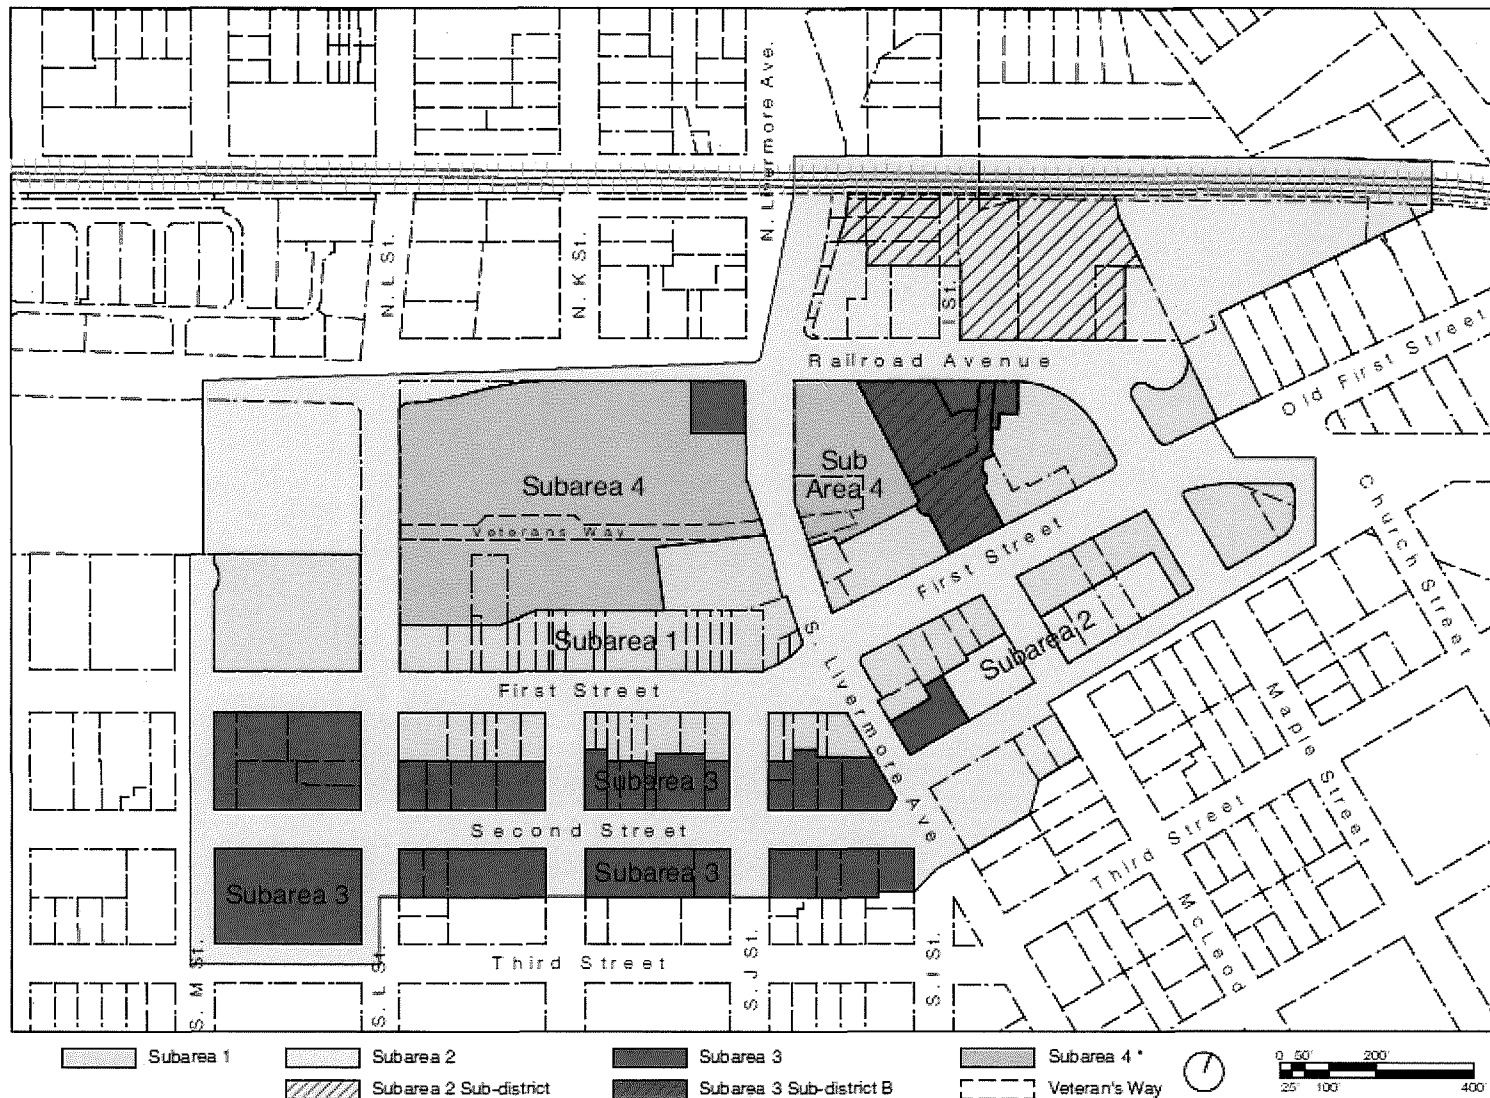 N. Livermore Ave.
N. L St.
N. K St.
I St.
Railroad Avenue
Old First Street
Subarea 4
Sub
Area 4
Veterans Way
Church Street
First Street
Subarea 1
Subarea 2
First Street
S. Livermore Ave
Maple Street
Subarea 3
Second Street
Third Street
Subarea 3
Subarea 3
McLeod
Third Street
S. M St.
S. L St.
S. J St.
S. I St.
Subarea 1
Subarea 2
Subarea 3
Subarea 4 *
Subarea 2 Sub-district
Subarea 3 Sub-district B
Veteran's Way
0 50' 200'
25' 100' 400'